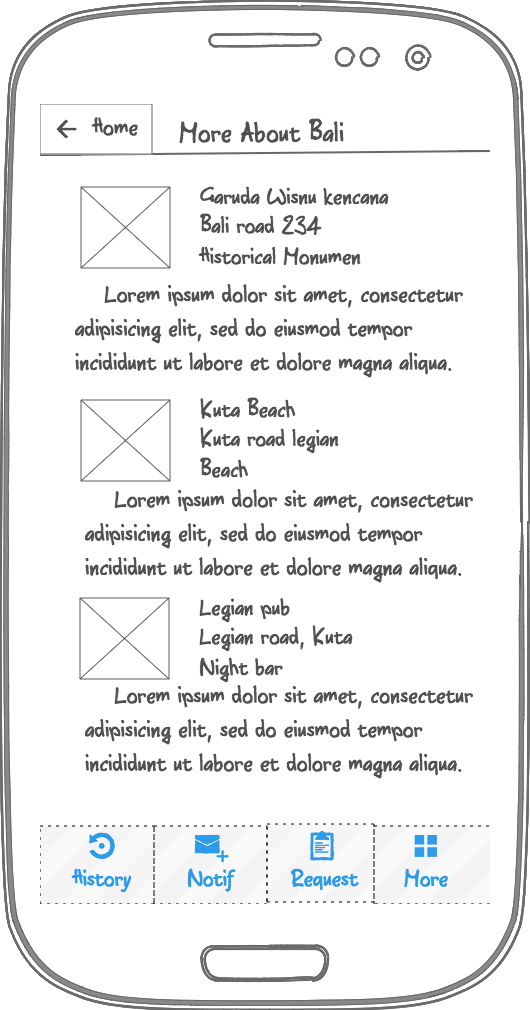 Home
More About Bali
Garuda Wisnu kencana
Bali road 234
Historical Monumen
Lorem ipsum dolor sit amet, consectetur
adipisicing elit, sed do eiusmod tempor
incididunt ut labore et dolore magna aliqua.
Kuta Beach
Kuta road legian
Beach
Lorem ipsum dolor sit amet, consectetur
adipisicing elit, sed do eiusmod tempor
incididunt ut labore et dolore magna aliqua.
Legian pub
Legian road, Kuta
Night bar
Lorem ipsum dolor sit amet, consectetur
adipisicing elit, sed do eiusmod tempor
incididunt ut labore et dolore magna aliqua.
History Notif Request More